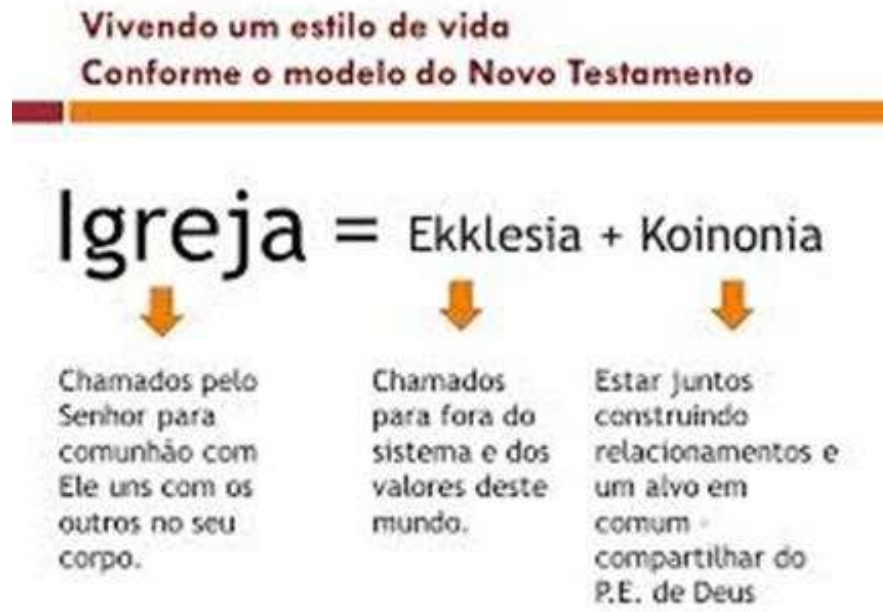 Vivendo um estilo de vida
Conforme o modelo do Novo Testamento
Igreja = Ekklesia + Koinonia
Chamados pelo
Senhor para
comunhão com
Ele uns com os
outros no seu
corpo.
Chamados
para fora do
sistema e dos
valores deste
mundo.
Estar juntos
construindo
relacionamentos e
um alvo em
comum -
compartilhar do
P.E. de Deus